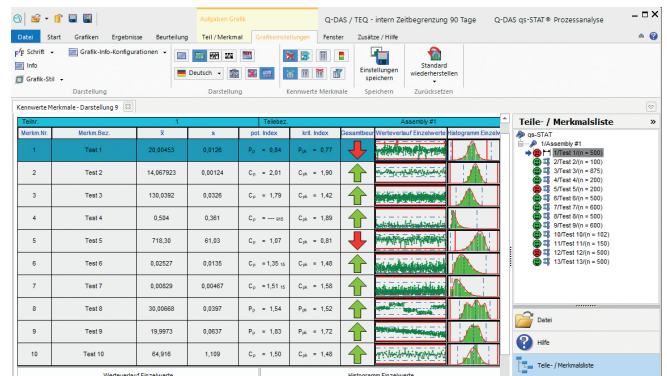 Aufgaben Grafik
Q-DAS / TEQ - intern Zeitbegrenzung 90 Tage
Q-DAS qs-STAT® Prozessanalyse
Datei Start Grafiken Ergebnisse Beurteilung Teil / Merkmal Grafikeinstellungen Fenster Zusätze / Hilfe
Schrift
Grafik-Info-Konfigurationen
Info
Grafik-Stil
Deutsch
Einstellungen speichern
Standard wiederherstellen
Darstellung
Darstellung
Kennwerte Merkmale
Speichern
Zurücksetzen
Kennwerte Merkmale - Darstellung 9
Teilnr. 1 Teilebez. Assembly #1
Merkm.Nr. Merkm.Bez. x̅ s pot. Index krit. Index Gesamtbeur Werteverlauf Einzelwerte Histogramm Einzelw
1 Test 1 20,00453 0,0126 Pp = 0,84 Ppk = 0,77
2 Test 2 14,067923 0,00124 Cp = 2,01 Cpk = 1,90
3 Test 3 130,0392 0,0326 Cp = 1,79 Cpk = 1,42
4 Test 4 0,504 0,361 Cp = --- Cpk = 1,89
5 Test 5 718,30 61,03 Cp = 1,07 Cpk = 0,81
6 Test 6 0,02527 0,0135 Cp =1,35 15 Cpk = 1,48
7 Test 7 0,00829 0,00467 Cp =1,51 15 Cpk = 1,58
8 Test 8 30,00668 0,0397 Pp = 1,54 Ppk = 1,52
9 Test 9 19,9973 0,0637 Pp = 1,83 Ppk = 1,72
10 Test 10 64,916 1,109 Cp = 1,50 Cpk = 1,48
Werteverlauf Einzelwerte
Histogramm Einzelwerte
Teile- / Merkmalsliste »
qs-STAT
1/Assembly #1
1/Test 1/(n = 500)
2/Test 2/(n = 100)
3/Test 3/(n = 875)
4/Test 4/(n = 200)
5/Test 5/(n = 200)
6/Test 6/(n = 500)
7/Test 7/(n = 600)
8/Test 8/(n = 500)
9/Test 9/(n = 600)
10/Test 10/(n = 102)
11/Test 11/(n = 150)
12/Test 12/(n = 500)
13/Test 13/(n = 500)
Datei
Hilfe
Teile- / Merkmalsliste